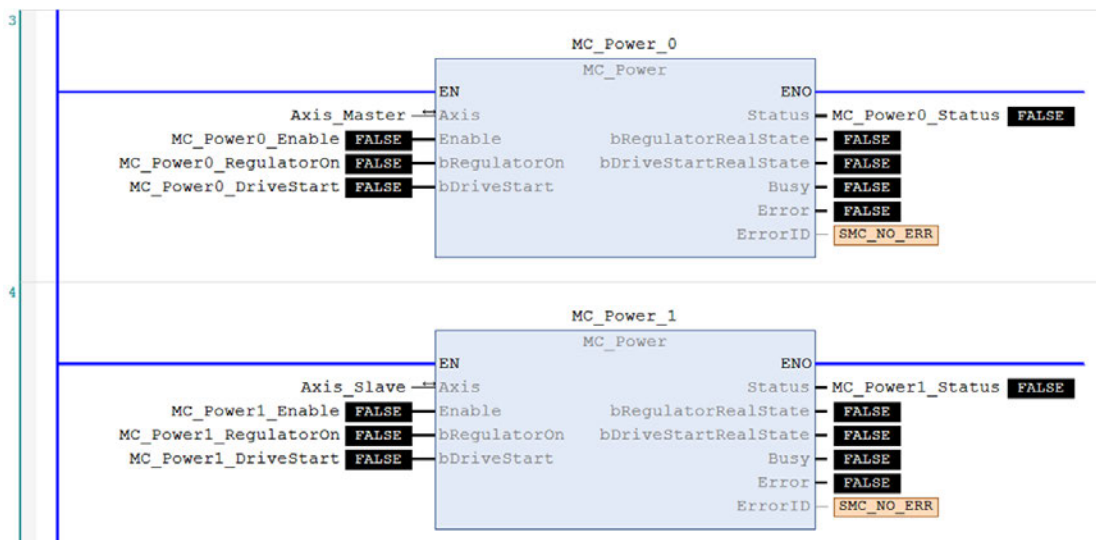 3
MC_Power_0
MC_Power
EN ENO
Axis_Master Axis Status MC_Power0_Status FALSE
MC_Power0_Enable FALSE Enable bRegulatorRealState FALSE
MC_Power0_RegulatorOn FALSE bRegulatorOn bDriveStartRealState FALSE
MC_Power0_DriveStart FALSE bDriveStart Busy FALSE
Error FALSE
ErrorID SMC_NO_ERR
4
MC_Power_1
MC_Power
EN ENO
Axis_Slave Axis Status MC_Power1_Status FALSE
MC_Power1_Enable FALSE Enable bRegulatorRealState FALSE
MC_Power1_RegulatorOn FALSE bRegulatorOn bDriveStartRealState FALSE
MC_Power1_DriveStart FALSE bDriveStart Busy FALSE
Error FALSE
ErrorID SMC_NO_ERR